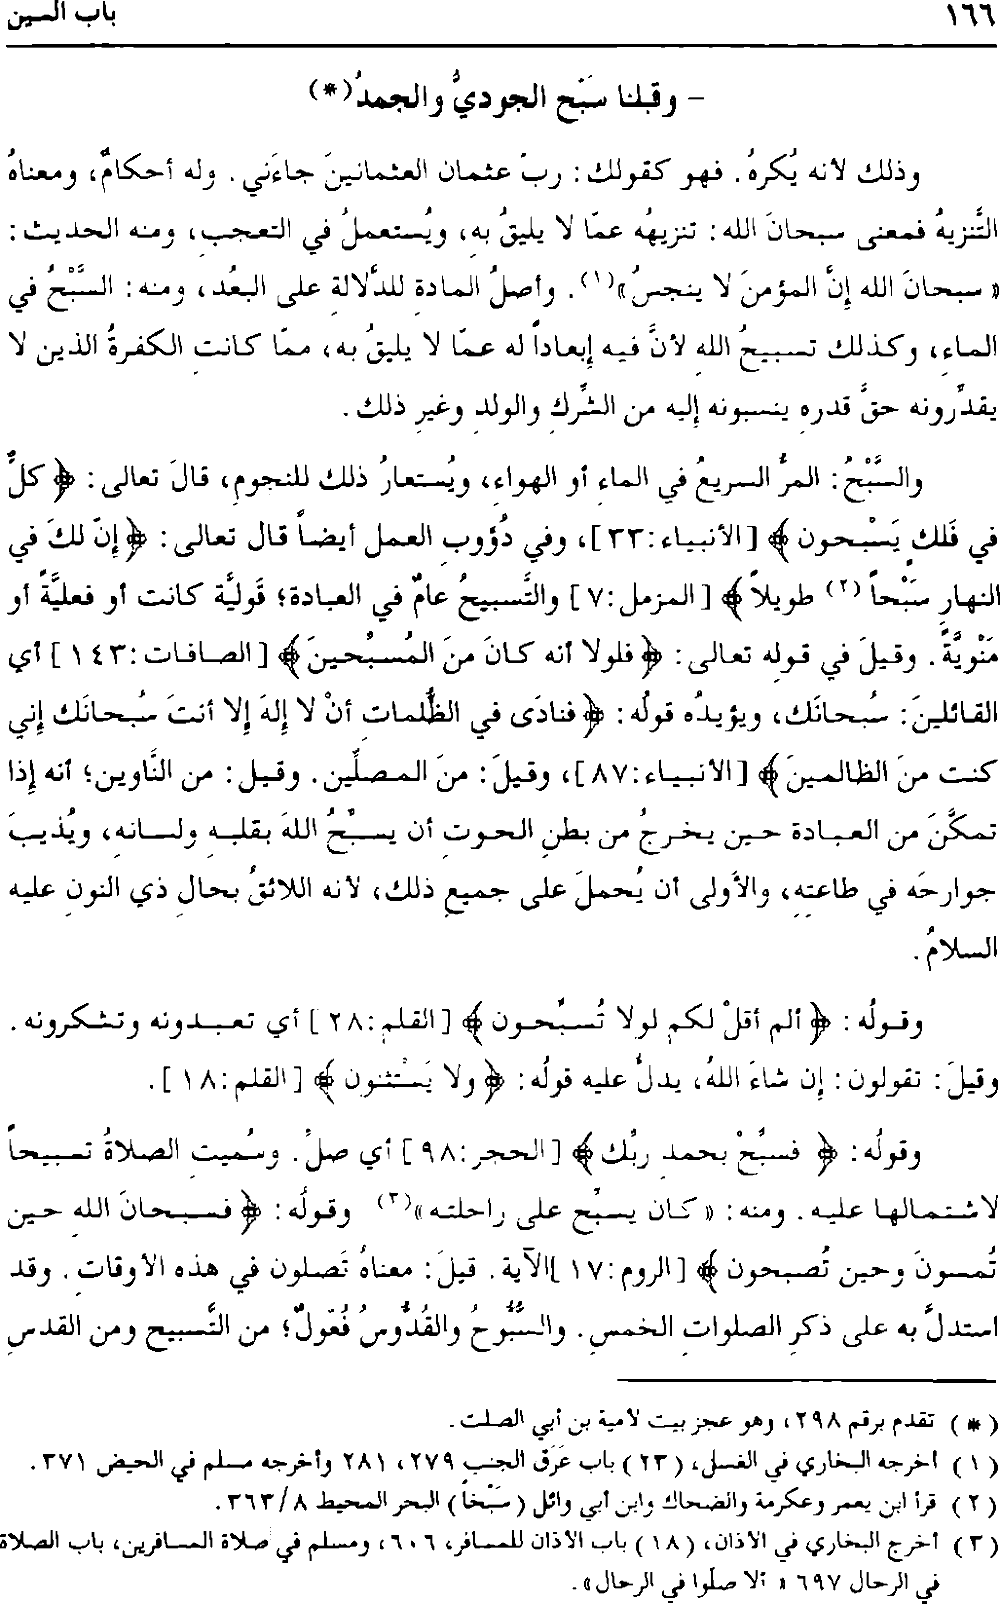 ١٦٦ باب السين
– وقبلنا سَبَّح الجوديُّ والجمدُ(*)
وذلك لأنه يُكرهُ. فهو كقولك: ربّ عثمان العثمانينَ جاءَني. وله أحكامٌ، ومعناهُ
التَّنزيهُ فمعنى سبحانَ الله: تنزيهُه عمّا لا يليقُ به، ويُستعملُ في التعجب، ومنه الحديث:
«سبحانَ الله إنَّ المؤمنَ لا ينجسُ»(١). وأصلُ المادةِ للدَّلالةِ على البعُد، ومنه: السَّبْحُ في
الماءِ، وكذلك تسبيحُ اللهِ لأنَّ فيه إبعاداً له عمّا لا يليقُ به، ممّا كانتِ الكفرةُ الذين لا
يقدِّرونه حقَّ قدرهِ ينسبونه إليه من الشَّركِ والولدِ وغيرِ ذلك.
والسَّبْحُ: المرُّ السريعُ في الماءِ أو الهواء، ويُستعارُ ذلك للنجومِ، قالَ تعالى: ﴿كلٌّ
في فَلكٍ يَسْبحون﴾ [الأنبياء:٣٣]، وفي دُؤوبِ العمل أيضاً قال تعالى: ﴿إنّ لكَ في
النهارِ سَبْحاً(٢) طويلاً﴾ [المزمل:٧] والتَّسبيحُ عامٌ في العبادة؛ قَوليَّة كانت أو فعليَّةً أو
مَنْويَّةً. وقيلَ في قوله تعالى: ﴿فلولا أنه كانَ منَ المُسبُحينَ﴾ [الصافات:١٤٣] أي
القائلينَ: سُبحانَك، ويؤيدُه قولُه: ﴿فنادَى في الظُّلماتِ أنْ لا إلهَ إلا أنتَ سُبحانَك إني
كنت منَ الظالمينَ﴾ [الأنبياء:٨٧]، وقيلَ: منَ المصلِّين. وقيل: من النَّاوين؛ أنه إذا
تمكَّنَ من العبادة حين يخرجُ من بطنِ الحوتِ أن يسبِّحُ اللهَ بقلبهِ ولسانهِ، ويُذيبَ
جوارحَه في طاعتهِ، والأَولى أن يُحملَ على جميعِ ذلك، لأنه اللائقُ بحالِ ذي النونِ عليه
السلامُ.
وقولُه: ﴿ألم أقلْ لكم لولا تُسبِّحون﴾ [القلم:٢٨] أي تعبدونه وتشكرونه.
وقيلَ: تقولون: إن شاءَ اللهُ، يدلُّ عليه قولُه: ﴿ولا يَسْتثنون﴾ [القلم:١٨].
وقولُه: ﴿فسبُحْ بحمدِ ربُك﴾ [الحجر:٩٨] أي صلِّ. وسُميتِ الصلاةُ تسبيحاً
لاشتمالها عليه. ومنه: «كان يسبِّح على راحلته»(٣) وقولُه: ﴿فسبحانَ اللهِ حين
تُمسونَ وحين تُصبحون﴾ [الروم:١٧]الآية. قيلَ: معناهُ تَصلون في هذه الأوقاتِ. وقد
استدلَّ به على ذكرِ الصلواتِ الخمسِ. والسُّبُّوحُ والقُدُّوسُ فُعّولٌ؛ من التَّسبيح ومن القدسِ
(*) تقدم برقم ٢٩٨، وهو عجز بيت لأمية بن أبي الصلت.
(١) أخرجه البخاري في الغسل، (٢٣) باب عَرَق الجنب ٢٧٩، ٢٨١ وأخرجه مسلم في الحيض ٣٧١.
(٢) قرأ ابن يعمر وعكرمة والضحاك وابن أبي وائل (سَبْخاً) البحر المحيط ٣٦٣/٨.
(٣) أخرج البخاري في الأذان، (١٨) باب الأذان للمسافر، ٦٠٦، ومسلم في صلاة المسافرين، باب الصلاة
في الرحال ٦٩٧ «ألا صلّوا في الرحال».